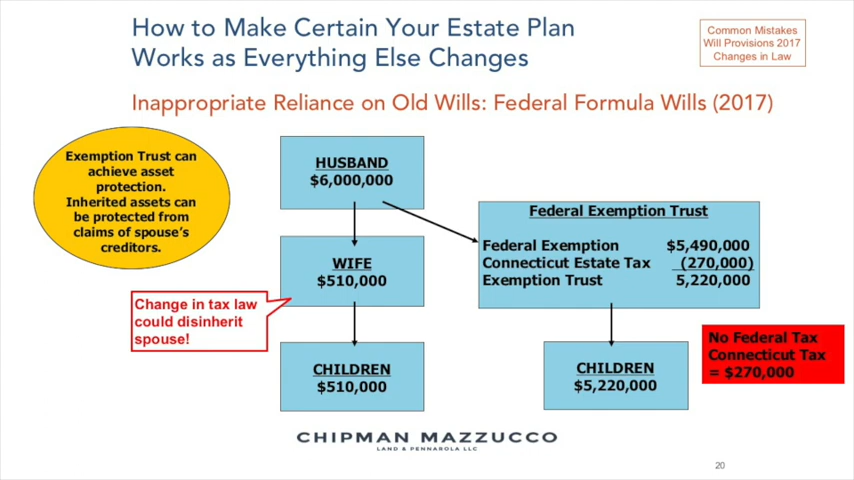 How to Make Certain Your Estate Plan
Works as Everything Else Changes
Common Mistakes
Will Provisions 2017
Changes in Law
Inappropriate Reliance on Old Wills: Federal Formula Wills (2017)
Exemption Trust can
achieve asset
protection.
Inherited assets can
be protected from
claims of spouse's
creditors.
HUSBAND
$6,000,000
Federal Exemption Trust
Federal Exemption $5,490,000
Connecticut Estate Tax (270,000)
Exemption Trust 5,220,000
WIFE
$510,000
Change in tax law
could disinherit
spouse!
CHILDREN
$510,000
CHILDREN
$5,220,000
No Federal Tax
Connecticut Tax
= $270,000
CHIPMAN MAZZUCCO
LAND & PENNAROLA LLC
20